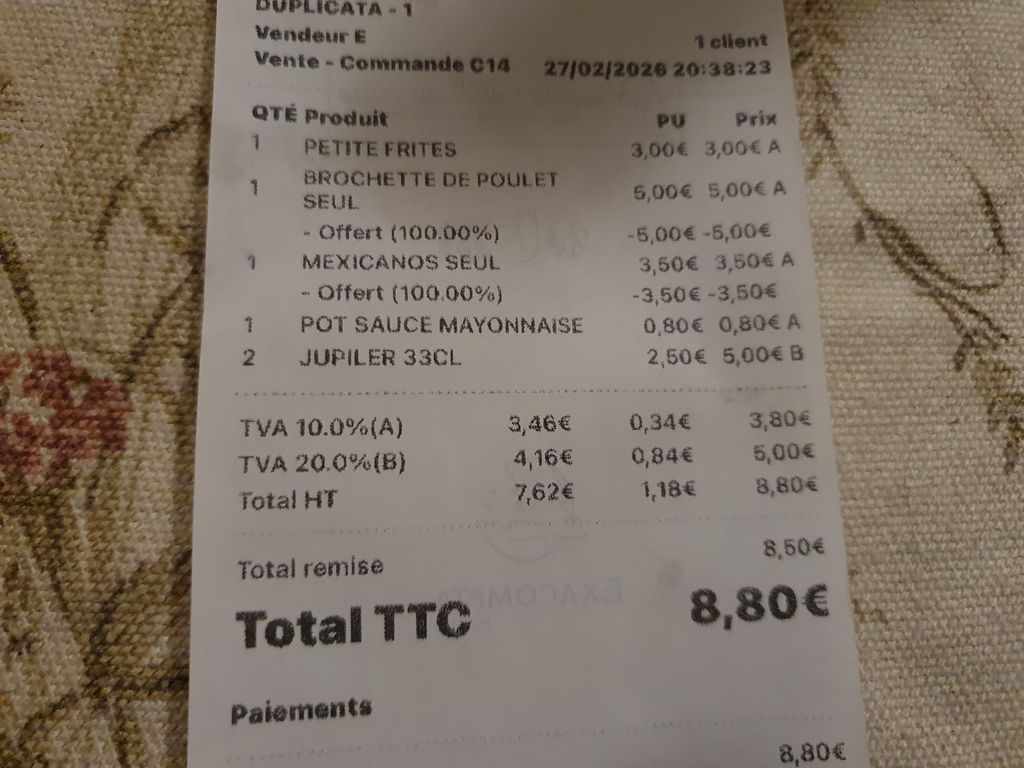 DUPLICATA - 1
Vendeur E 1 client
Vente - Commande C14 27/02/2026 20:38:23
QTÉ Produit PU Prix
1 PETITE FRITES 3,00€ 3,00€ A
1 BROCHETTE DE POULET SEUL 5,00€ 5,00€ A
- Offert (100.00%) -5,00€ -5,00€
1 MEXICANOS SEUL 3,50€ 3,50€ A
- Offert (100.00%) -3,50€ -3,50€
1 POT SAUCE MAYONNAISE 0,80€ 0,80€ A
2 JUPILER 33CL 2,50€ 5,00€ B
TVA 10.0%(A) 3,46€ 0,34€ 3,80€
TVA 20.0%(B) 4,16€ 0,84€ 5,00€
Total HT 7,62€ 1,18€ 8,80€
Total remise 8,50€
EXACOMPTA
Total TTC 8,80€
Paiements
8,80€